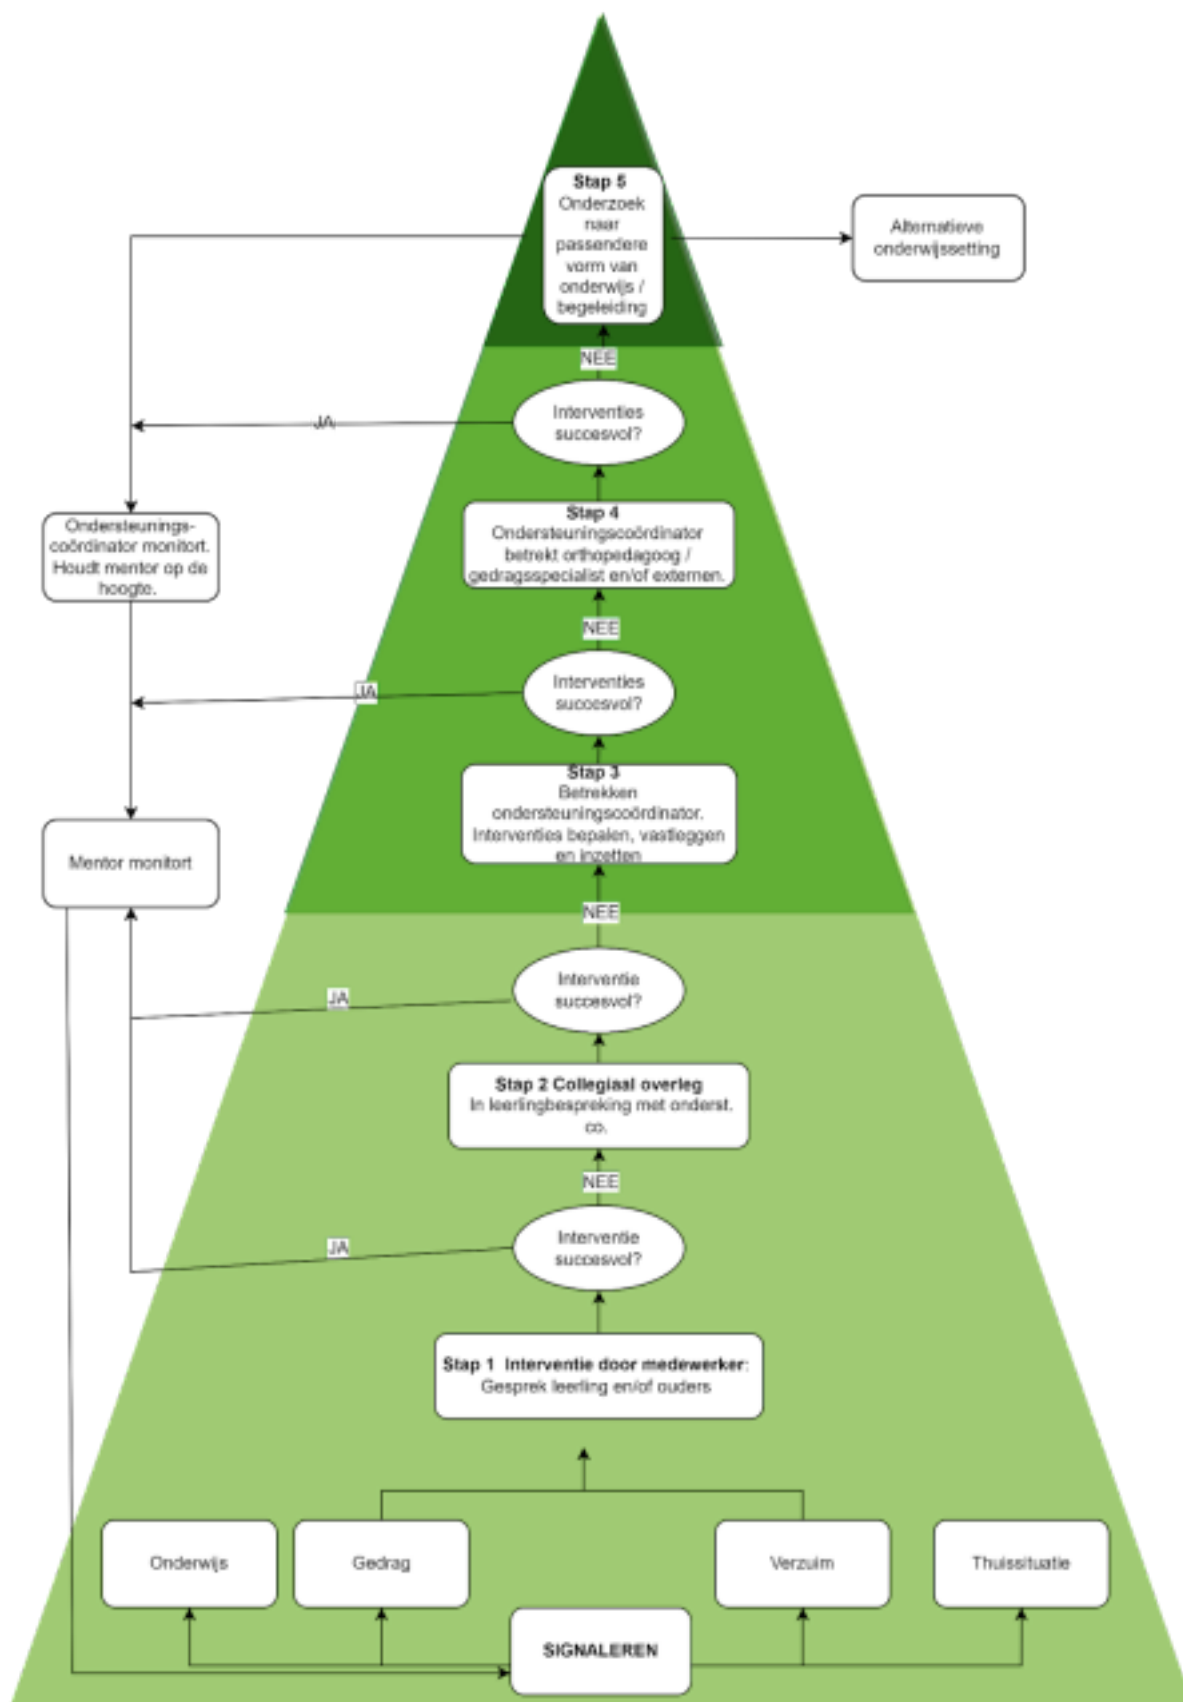 Stap 5
Onderzoek
naar
passendere
vorm van
onderwijs /
begeleiding
Alternatieve
onderwijssetting
NEE
Interventies
succesvol?
JA
Stap 4
Ondersteuningscoördinator
betrekt orthopedagoog /
gedragsspecialist en/of externen.
Ondersteunings-
coördinator monitort.
Houdt mentor op de
hoogte.
NEE
Interventies
succesvol?
JA
Stap 3
Betrekken
ondersteuningscoördinator.
Interventies bepalen, vastleggen
en inzetten
Mentor monitort
NEE
Interventie
succesvol?
JA
Stap 2 Collegiaal overleg
In leerlingbespreking met onderst.
co.
NEE
Interventie
succesvol?
JA
Stap 1 Interventie door medewerker:
Gesprek leerling en/of ouders
Onderwijs
Gedrag
Verzuim
Thuissituatie
SIGNALEREN